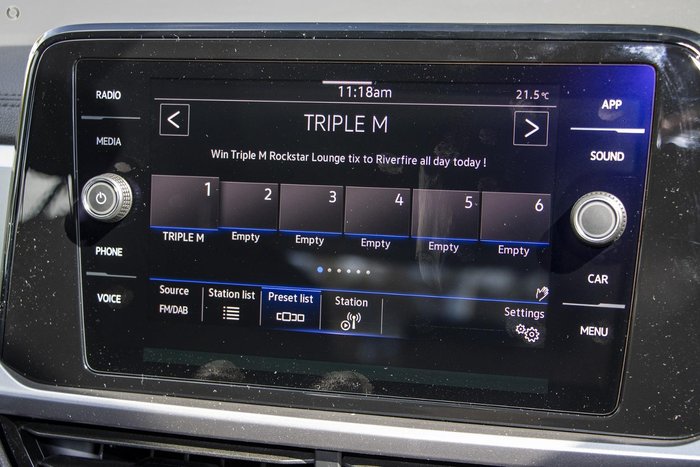 11:18am
21.5°C
RADIO
APP
TRIPLE M
MEDIA
SOUND
Win Triple M Rockstar Lounge tix to Riverfire all day today !
1 2 3 4 5 6
TRIPLE M Empty Empty Empty Empty Empty
PHONE
CAR
VOICE
MENU
Source
FM/DAB
Station list
Preset list
Station
Settings